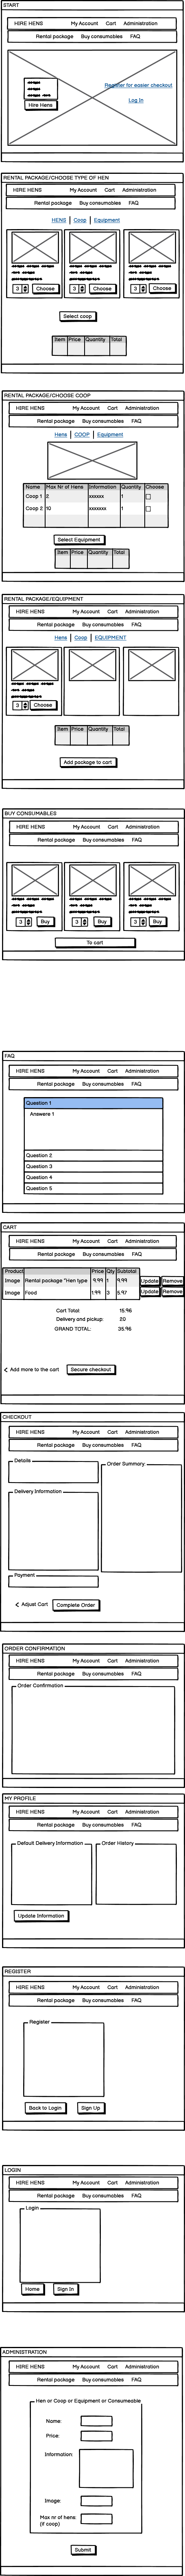 START
HIRE HENS My Account Cart Administration
Rental package Buy consumables FAQ
Register for easier checkout
Log In
Hire Hens
RENTAL PACKAGE/CHOOSE TYPE OF HEN
HIRE HENS My Account Cart Administration
Rental package Buy consumables FAQ
HENS Coop Equipment
3 Choose 3 Choose 3 Choose
Select coop
Item Price Quantity Total
RENTAL PACKAGE/CHOOSE COOP
HIRE HENS My Account Cart Administration
Rental package Buy consumables FAQ
Hens COOP Equipment
Name Max Nr of Hens Information Quantity Choose
Coop 1 2 xxxxxx 1
Coop 2 10 xxxxxxx 1
Select Equipment
Item Price Quantity Total
RENTAL PACKAGE/EQUIPMENT
HIRE HENS My Account Cart Administration
Rental package Buy consumables FAQ
Hens Coop EQUIPMENT
3 Choose
Item Price Quantity Total
Add package to cart
BUY CONSUMABLES
HIRE HENS My Account Cart Administration
Rental package Buy consumables FAQ
3 Buy 3 Buy 3 Buy
To cart
FAQ
HIRE HENS My Account Cart Administration
Rental package Buy consumables FAQ
Question 1
Answere 1
Question 2
Question 3
Question 4
Question 5
CART
HIRE HENS My Account Cart Administration
Rental package Buy consumables FAQ
Product Price Qty Subtotal
Image Rental package "Hen type 9.99 1 9.99 Update Remove
Image Food 1.99 3 5.97 Update Remove
Cart Total 15.96
Delivery and pickup: 20
GRAND TOTAL: 35.96
< Add more to the cart Secure checkout
CHECKOUT
HIRE HENS My Account Cart Administration
Rental package Buy consumables FAQ
Details
Order Summary
Delivery Information
Payment
< Adjust Cart Complete Order
ORDER CONFIRMATION
HIRE HENS My Account Cart Administration
Rental package Buy consumables FAQ
Order Confirmation
MY PROFILE
HIRE HENS My Account Cart Administration
Rental package Buy consumables FAQ
Default Delivery Information Order History
Update Information
REGISTER
HIRE HENS My Account Cart Administration
Rental package Buy consumables FAQ
Register
Back to Login Sign Up
LOGIN
HIRE HENS My Account Cart Administration
Rental package Buy consumables FAQ
Login
Home Sign In
ADMINISTRATION
HIRE HENS My Account Cart Administration
Rental package Buy consumables FAQ
Hen or Coop or Equipment or Consumeable
Name:
Price:
Information:
Image:
Max nr of hens:
(if coop)
Submit